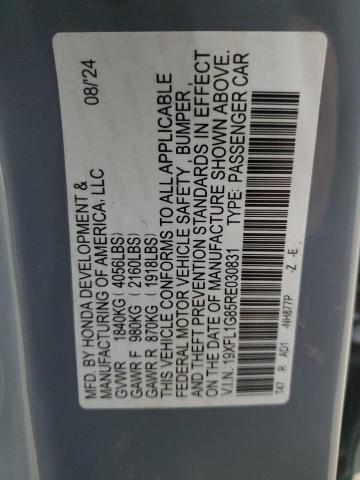 MFD. BY HONDA DEVELOPMENT & 08/'24
MANUFACTURING OF AMERICA, LLC
GVWR 1840KG (4056LBS)
GAWR F 980KG (2160LBS)
GAWR R 870KG (1918LBS)
THIS VEHICLE CONFORMS TO ALL APPLICABLE
FEDERAL MOTOR VEHICLE SAFETY, BUMPER,
AND THEFT PREVENTION STANDARDS IN EFFECT
ON THE DATE OF MANUFACTURE SHOWN ABOVE.
V.I.N.:19XFL1G85RE030831 TYPE: PASSENGER CAR
T47 R AD1 -NH877P -Z -E